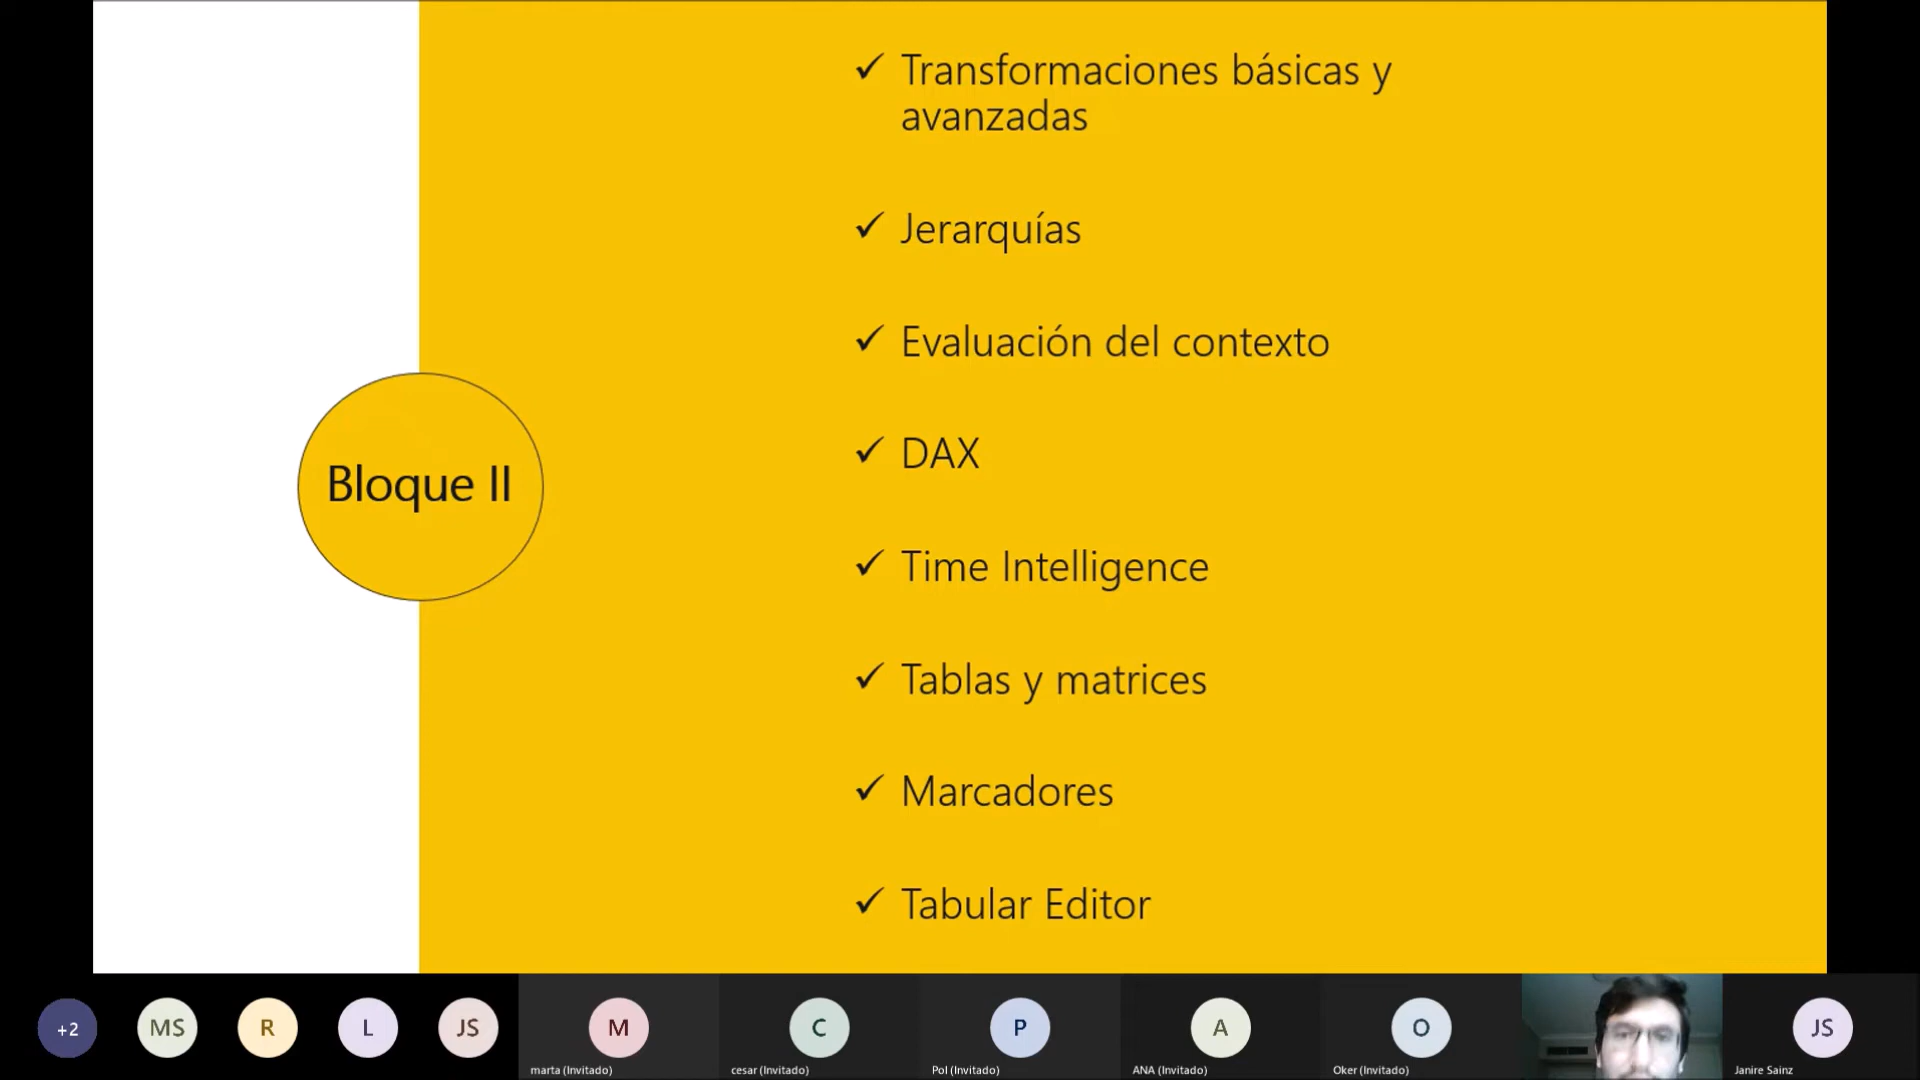 ✓ Transformaciones básicas y
avanzadas
✓ Jerarquías
✓ Evaluación del contexto
✓ DAX
Bloque II
✓ Time Intelligence
✓ Tablas y matrices
✓ Marcadores
✓ Tabular Editor
+2
MS
R
L
JS
M
C
P
A
O
JS
marta (Invitado)
cesar (Invitado)
Pol (Invitado)
ANA (Invitado)
Oker (Invitado)
Janire Sainz